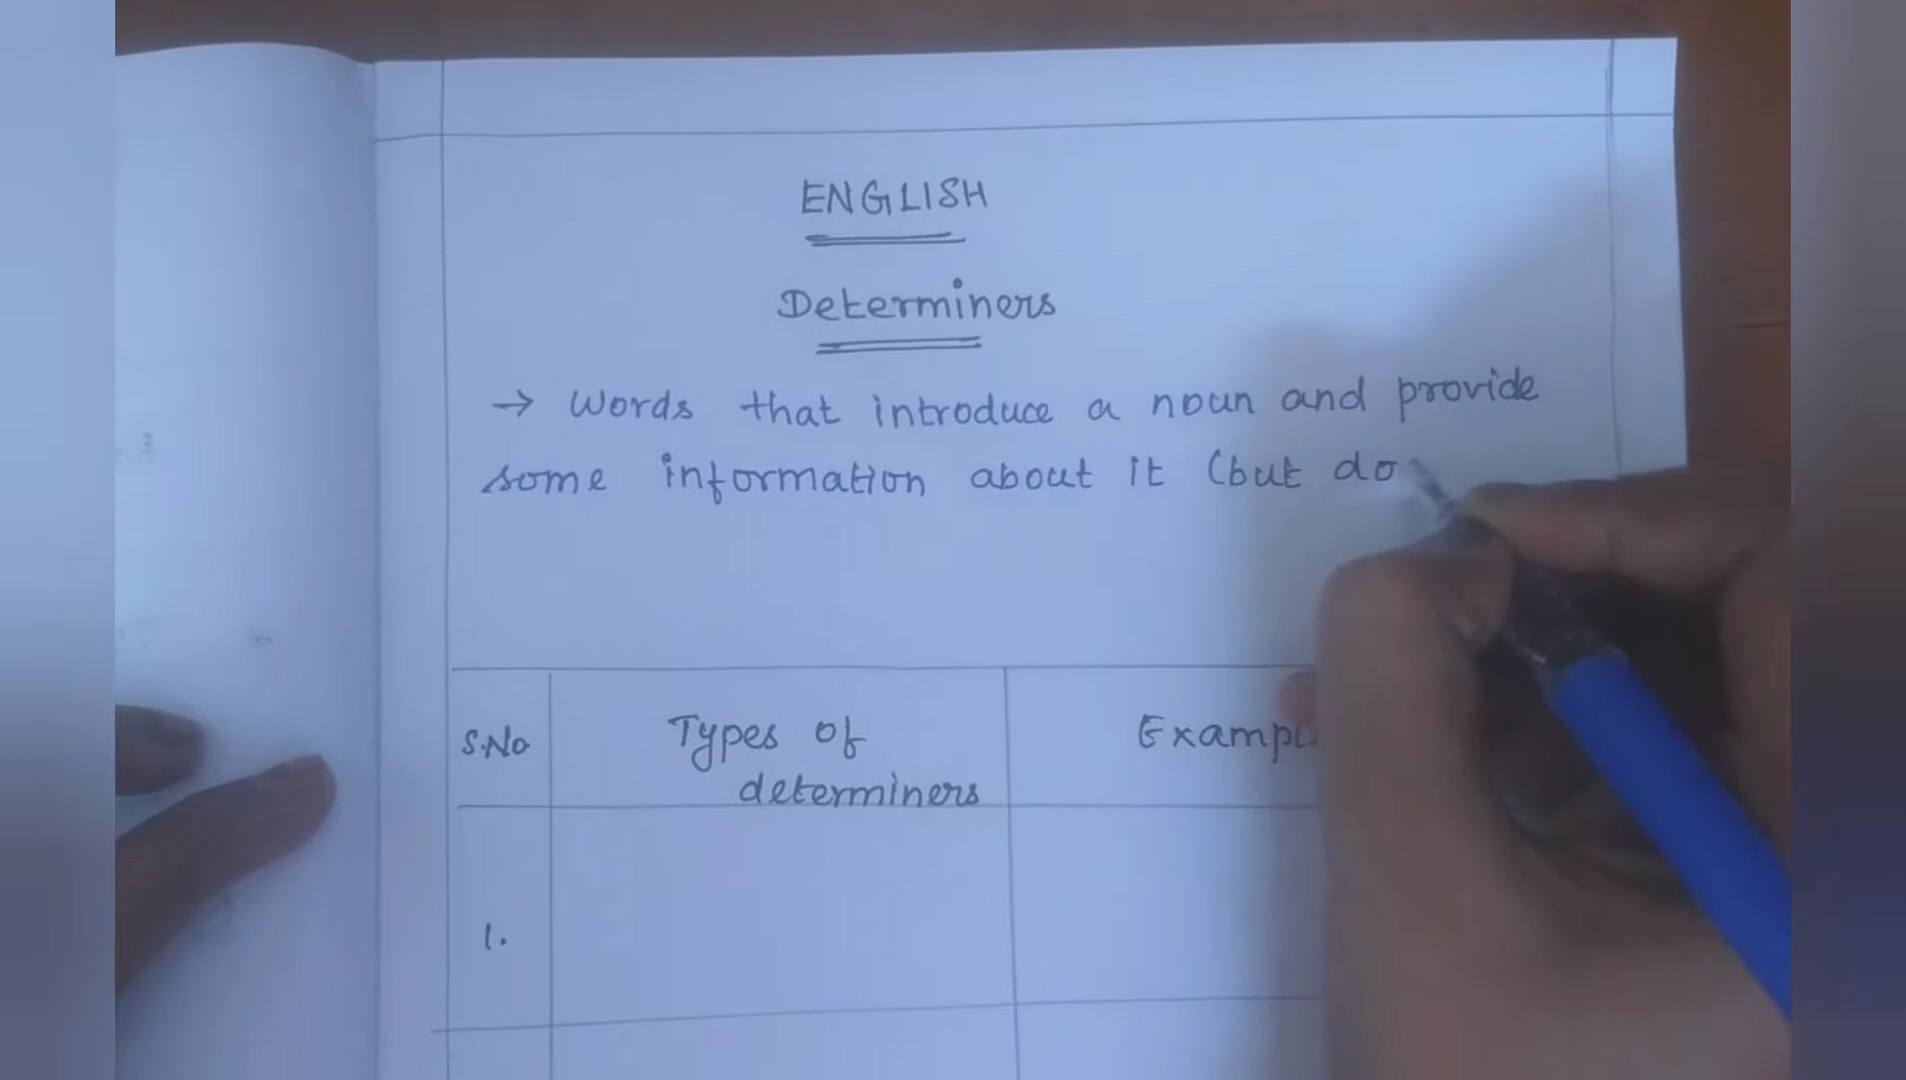 ENGLISH
Determiners
→ Words that introduce a noun and provide
some information about it (but do
S.No
Types of
determiners
1.